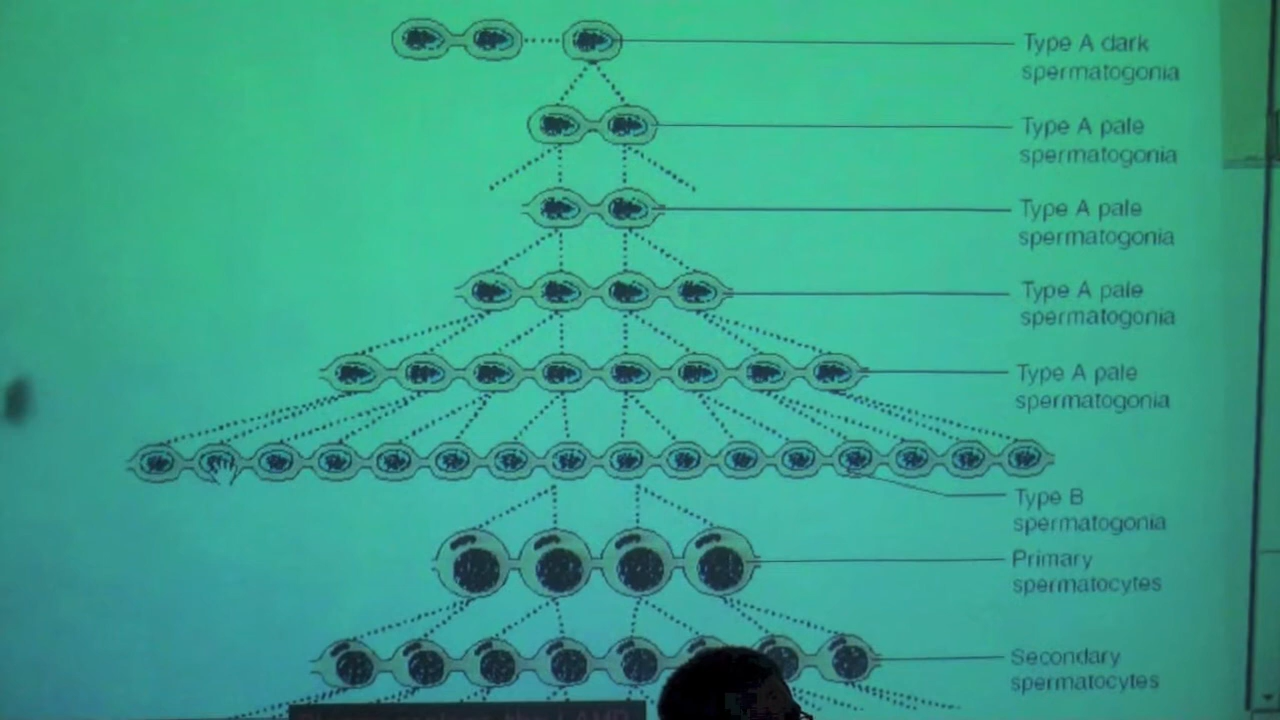 Type A dark
spermatogonia
Type A pale
spermatogonia
Type A pale
spermatogonia
Type A pale
spermatogonia
Type A pale
spermatogonia
Type B
spermatogonia
Primary
spermatocytes
Secondary
spermatocytes